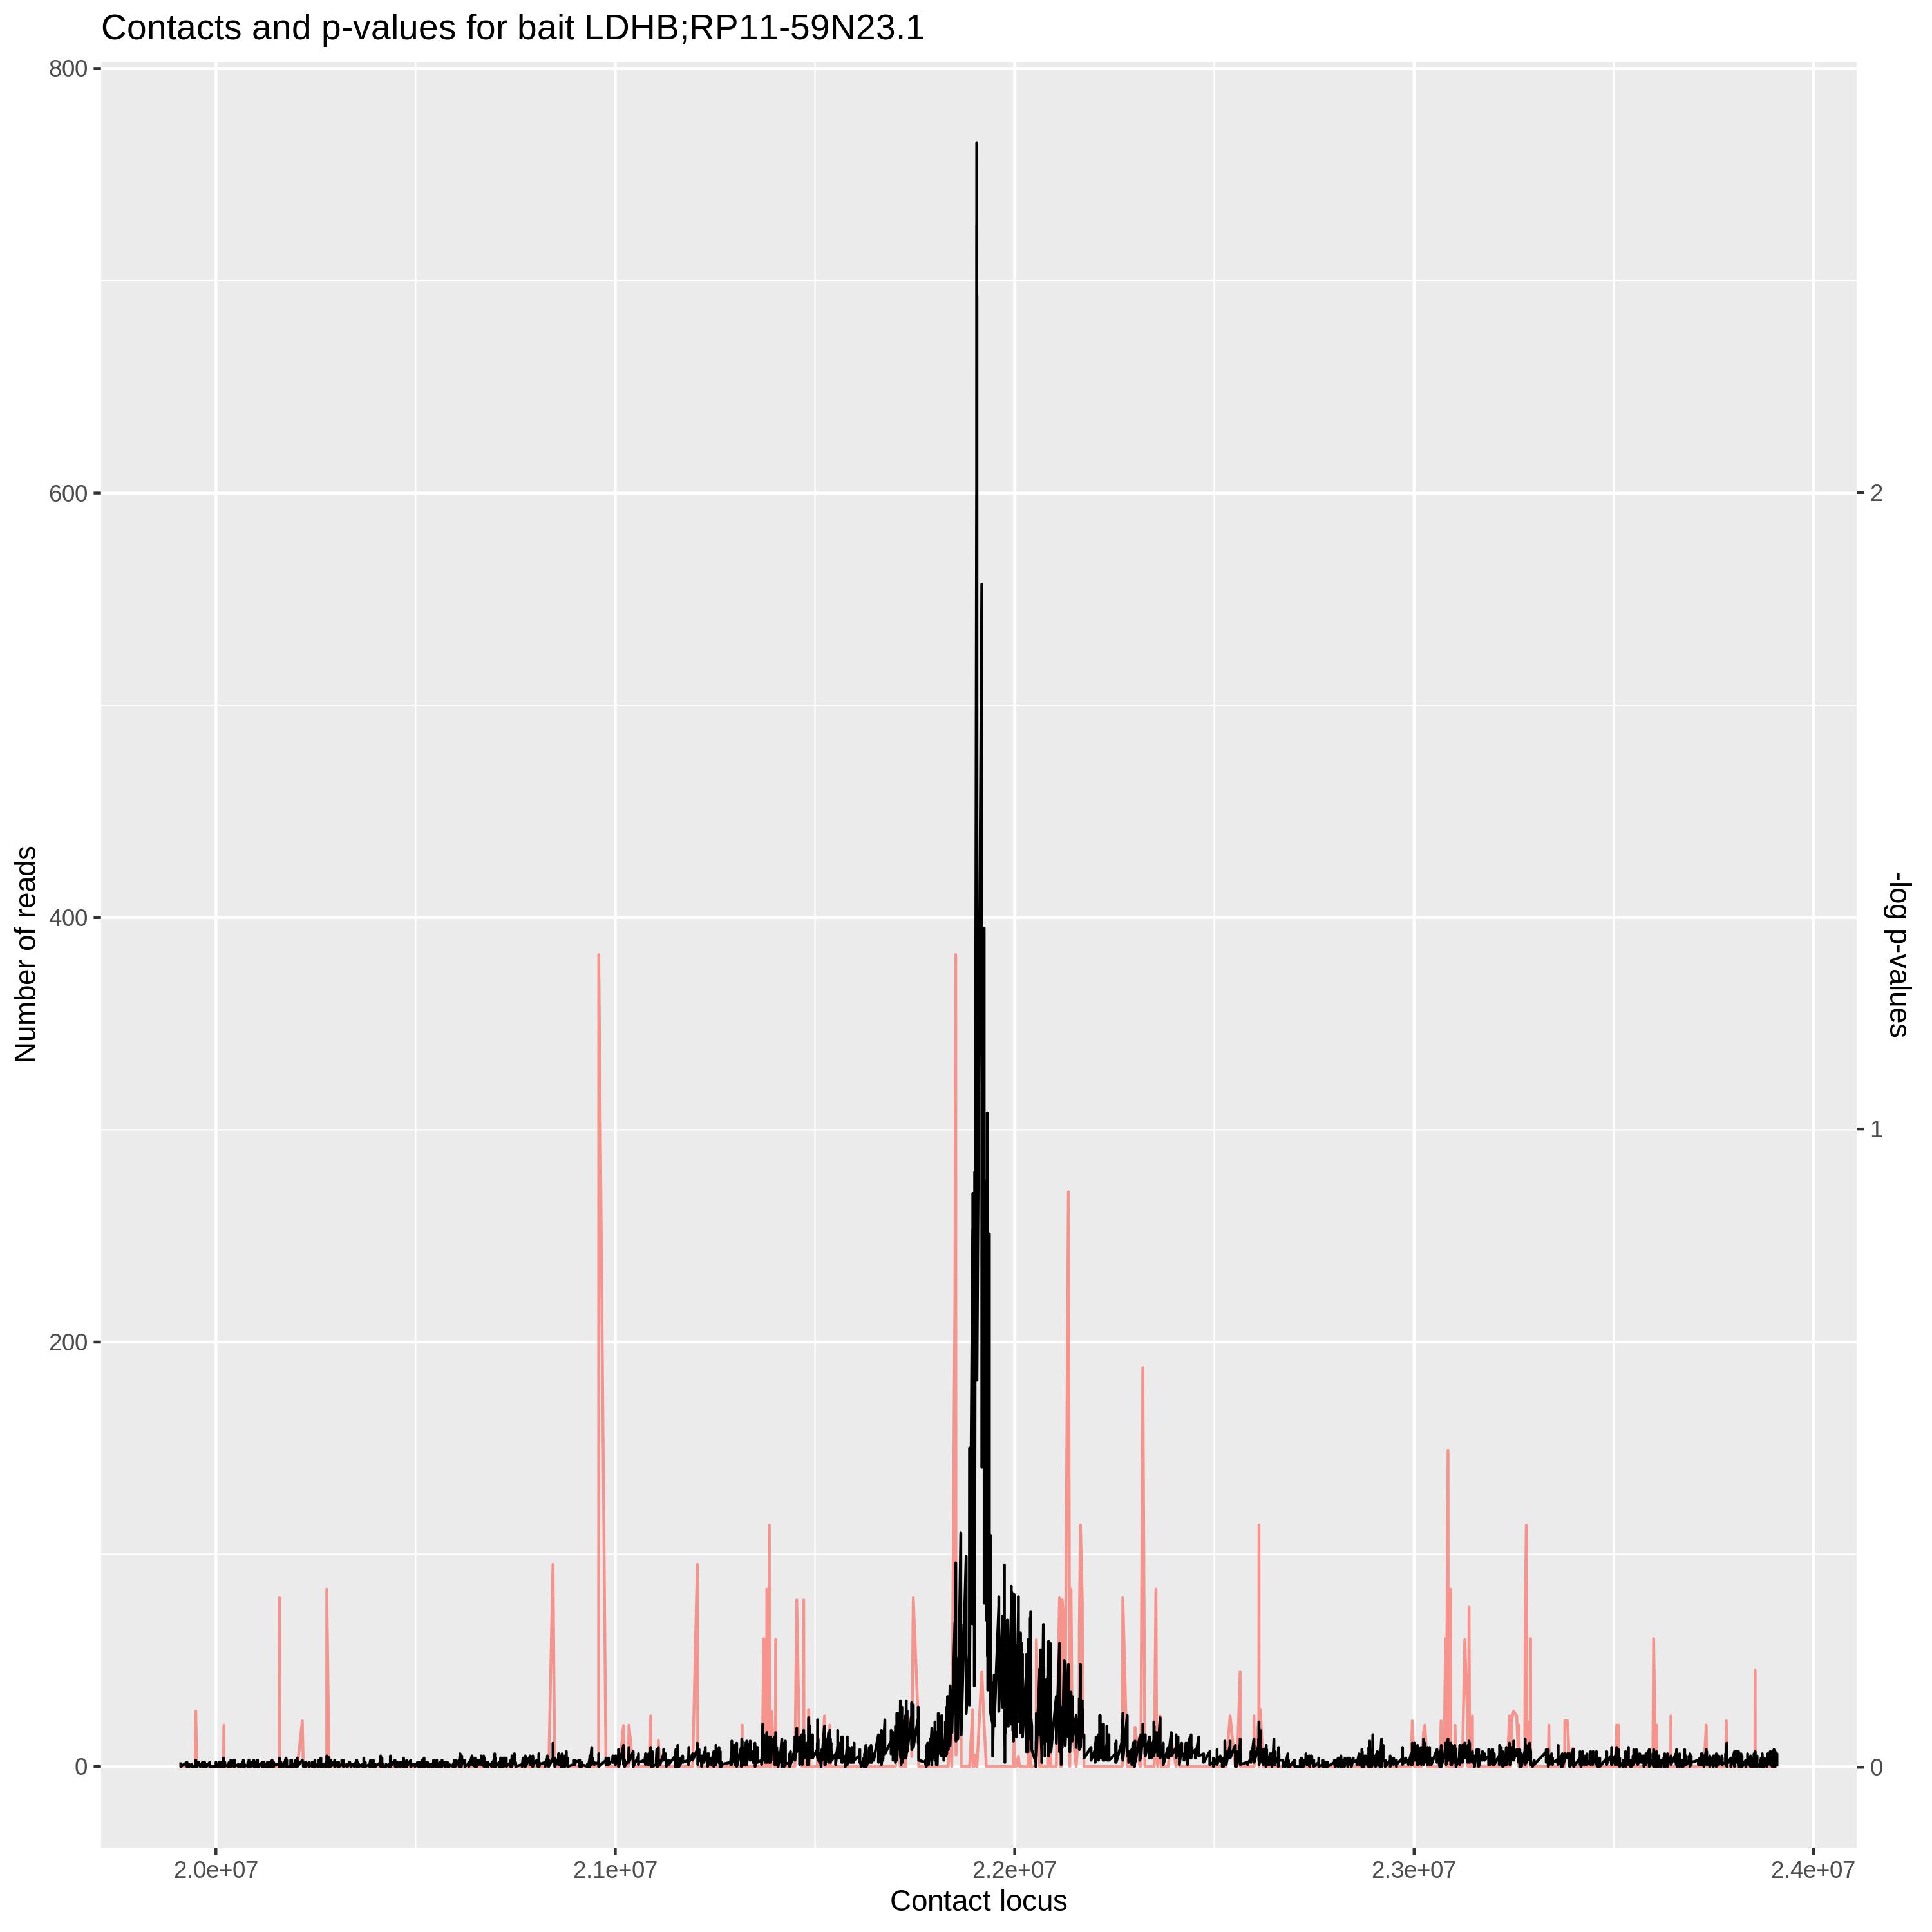 Contacts and p-values for bait LDHB;RP11-59N23.1
800
600
400
200
0
Number of reads
2
1
0
-log p-values
2.0e+07
2.1e+07
2.2e+07
2.3e+07
2.4e+07
Contact locus